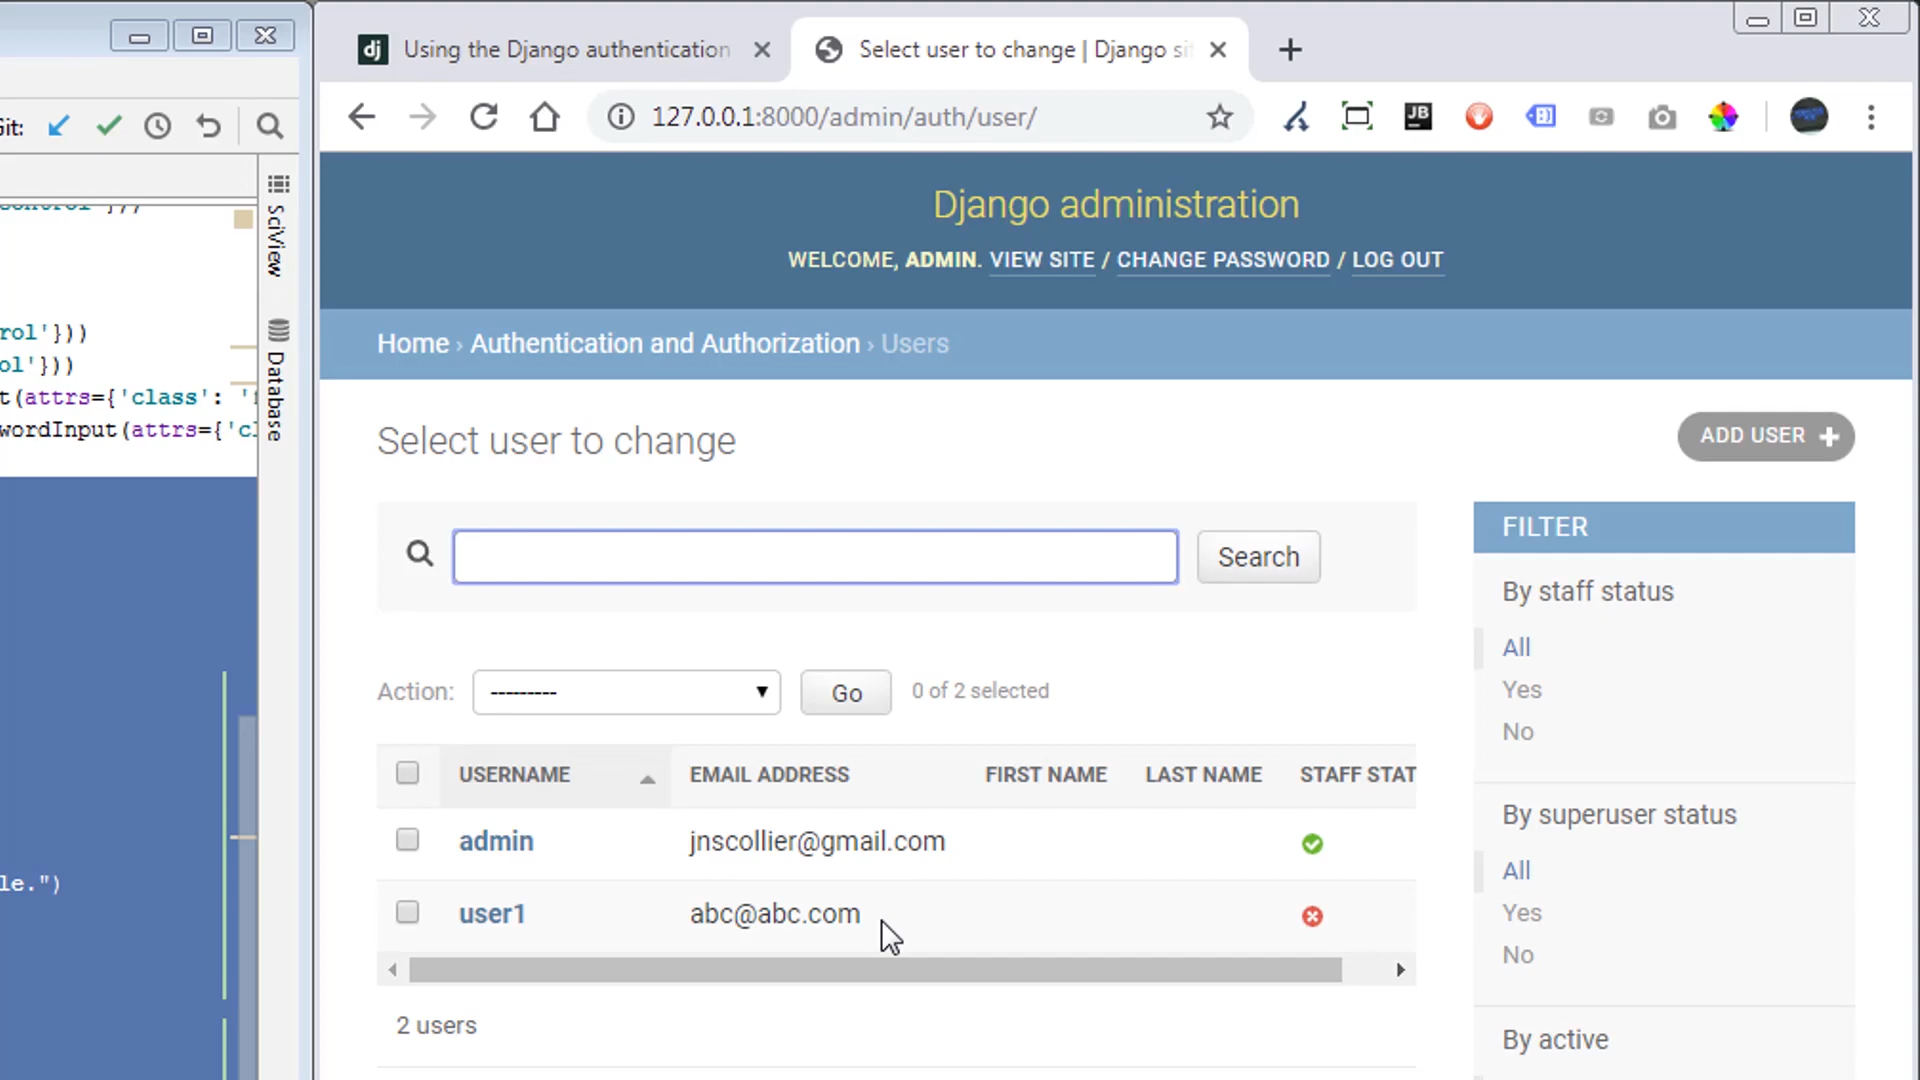 Using the Django authentication
Select user to change | Django si
127.0.0.1:8000/admin/auth/user/
JB
Git:
SciView
Database
rol'}))
ol'}))
t(attrs={'class': 'f
wordInput(attrs={'cl
le.")
Django administration
WELCOME, ADMIN. VIEW SITE / CHANGE PASSWORD / LOG OUT
Home › Authentication and Authorization › Users
Select user to change
ADD USER +
Search
Action: --------- Go 0 of 2 selected
USERNAME EMAIL ADDRESS FIRST NAME LAST NAME STAFF STAT
admin jnscollier@gmail.com
user1 abc@abc.com
2 users
FILTER
By staff status
All
Yes
No
By superuser status
All
Yes
No
By active